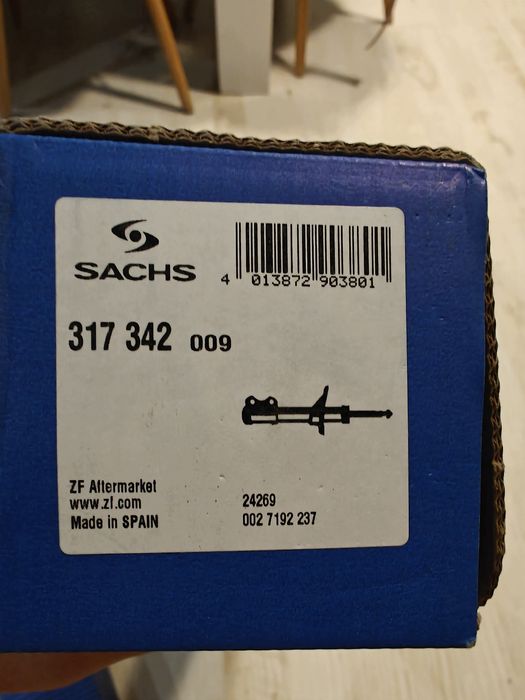 SACHS
4 013872 903801
317 342 009
ZF Aftermarket
www.zf.com
Made in SPAIN
24269
002 7192 237